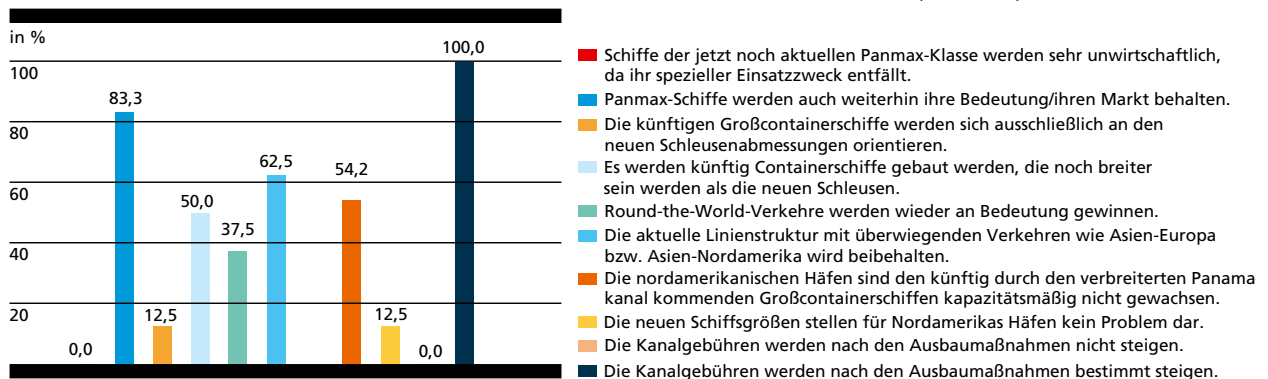 in %
100
80
60
40
20
0,0
83,3
12,5
50,0
37,5
62,5
54,2
12,5
0,0
100,0
Schiffe der jetzt noch aktuellen Panmax-Klasse werden sehr unwirtschaftlich,
da ihr spezieller Einsatzzweck entfällt.
Panmax-Schiffe werden auch weiterhin ihre Bedeutung/ihren Markt behalten.
Die künftigen Großcontainerschiffe werden sich ausschließlich an den
neuen Schleusenabmessungen orientieren.
Es werden künftig Containerschiffe gebaut werden, die noch breiter
sein werden als die neuen Schleusen.
Round-the-World-Verkehre werden wieder an Bedeutung gewinnen.
Die aktuelle Linienstruktur mit überwiegenden Verkehren wie Asien-Europa
bzw. Asien-Nordamerika wird beibehalten.
Die nordamerikanischen Häfen sind den künftig durch den verbreiterten Panama
kanal kommenden Großcontainerschiffen kapazitätsmäßig nicht gewachsen.
Die neuen Schiffsgrößen stellen für Nordamerikas Häfen kein Problem dar.
Die Kanalgebühren werden nach den Ausbaumaßnahmen nicht steigen.
Die Kanalgebühren werden nach den Ausbaumaßnahmen bestimmt steigen.